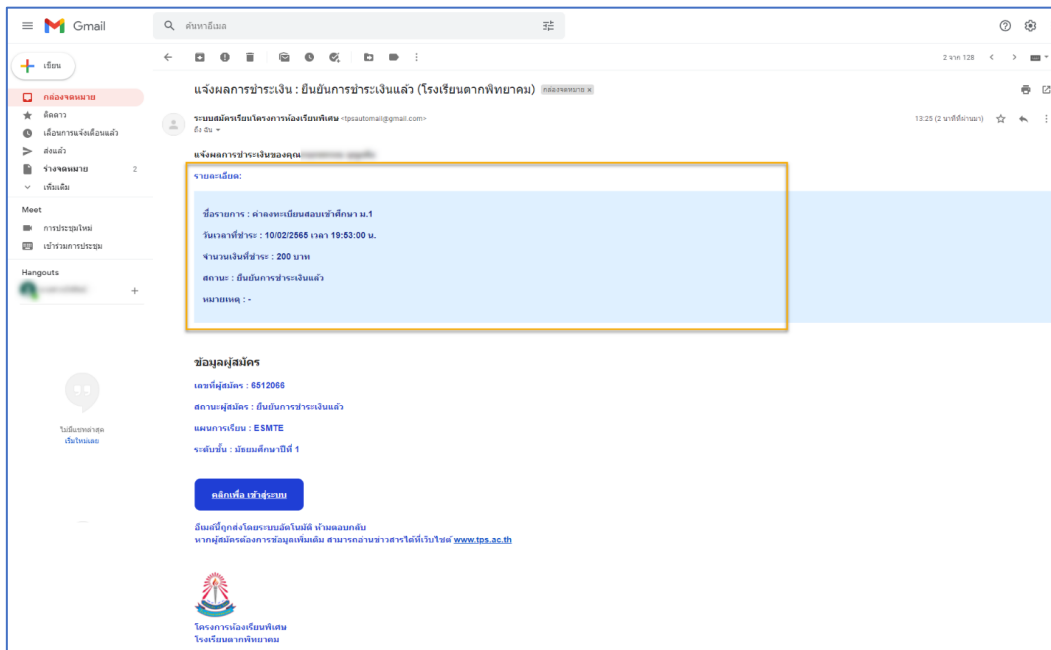 Gmail
ค้นหาอีเมล
เขียน
2 จาก 128
กล่องจดหมาย
ติดดาว
เลื่อนการแจ้งเตือนแล้ว
ส่งแล้ว
ร่างจดหมาย 2
เพิ่มเติม
Meet
การประชุมใหม่
เข้าร่วมการประชุม
Hangouts
ไม่มีแชทล่าสุด
เริ่มใหม่เลย
แจ้งผลการชำระเงิน : ยืนยันการชำระเงินแล้ว (โรงเรียนตากพิทยาคม) กล่องจดหมาย x
ระบบสมัครเรียนโครงการห้องเรียนพิเศษ <tpsautomail@gmail.com>
13:25 (2 นาทีที่ผ่านมา)
ถึง ฉัน
แจ้งผลการชำระเงินของคุณ
รายละเอียด:
ชื่อรายการ : ค่าลงทะเบียนสอบเข้าศึกษา ม.1
วันเวลาที่ชำระ : 10/02/2565 เวลา 19:53:00 น.
จำนวนเงินที่ชำระ : 200 บาท
สถานะ : ยืนยันการชำระเงินแล้ว
หมายเหตุ : -
ข้อมูลผู้สมัคร
เลขที่ผู้สมัคร : 6512066
สถานะผู้สมัคร : ยืนยันการชำระเงินแล้ว
แผนการเรียน : ESMTE
ระดับชั้น : มัธยมศึกษาปีที่ 1
คลิกเพื่อ เข้าสู่ระบบ
อีเมล์นี้ถูกส่งโดยระบบอัตโนมัติ ห้ามตอบกลับ
หากผู้สมัครต้องการข้อมูลเพิ่มเติม สามารถอ่านข่าวสารได้ที่เว็บไซต์ www.tps.ac.th
โครงการห้องเรียนพิเศษ
โรงเรียนตากพิทยาคม